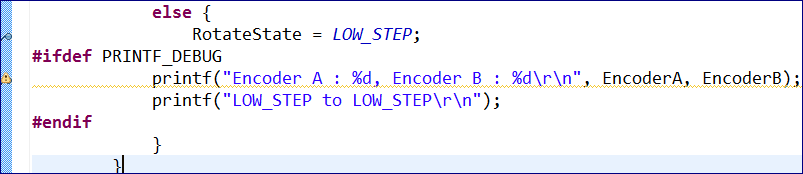 else {
RotateState = LOW_STEP;
#ifdef PRINTF_DEBUG
printf("Encoder A : %d, Encoder B : %d\r\n", EncoderA, EncoderB);
printf("LOW_STEP to LOW_STEP\r\n");
#endif
}
}